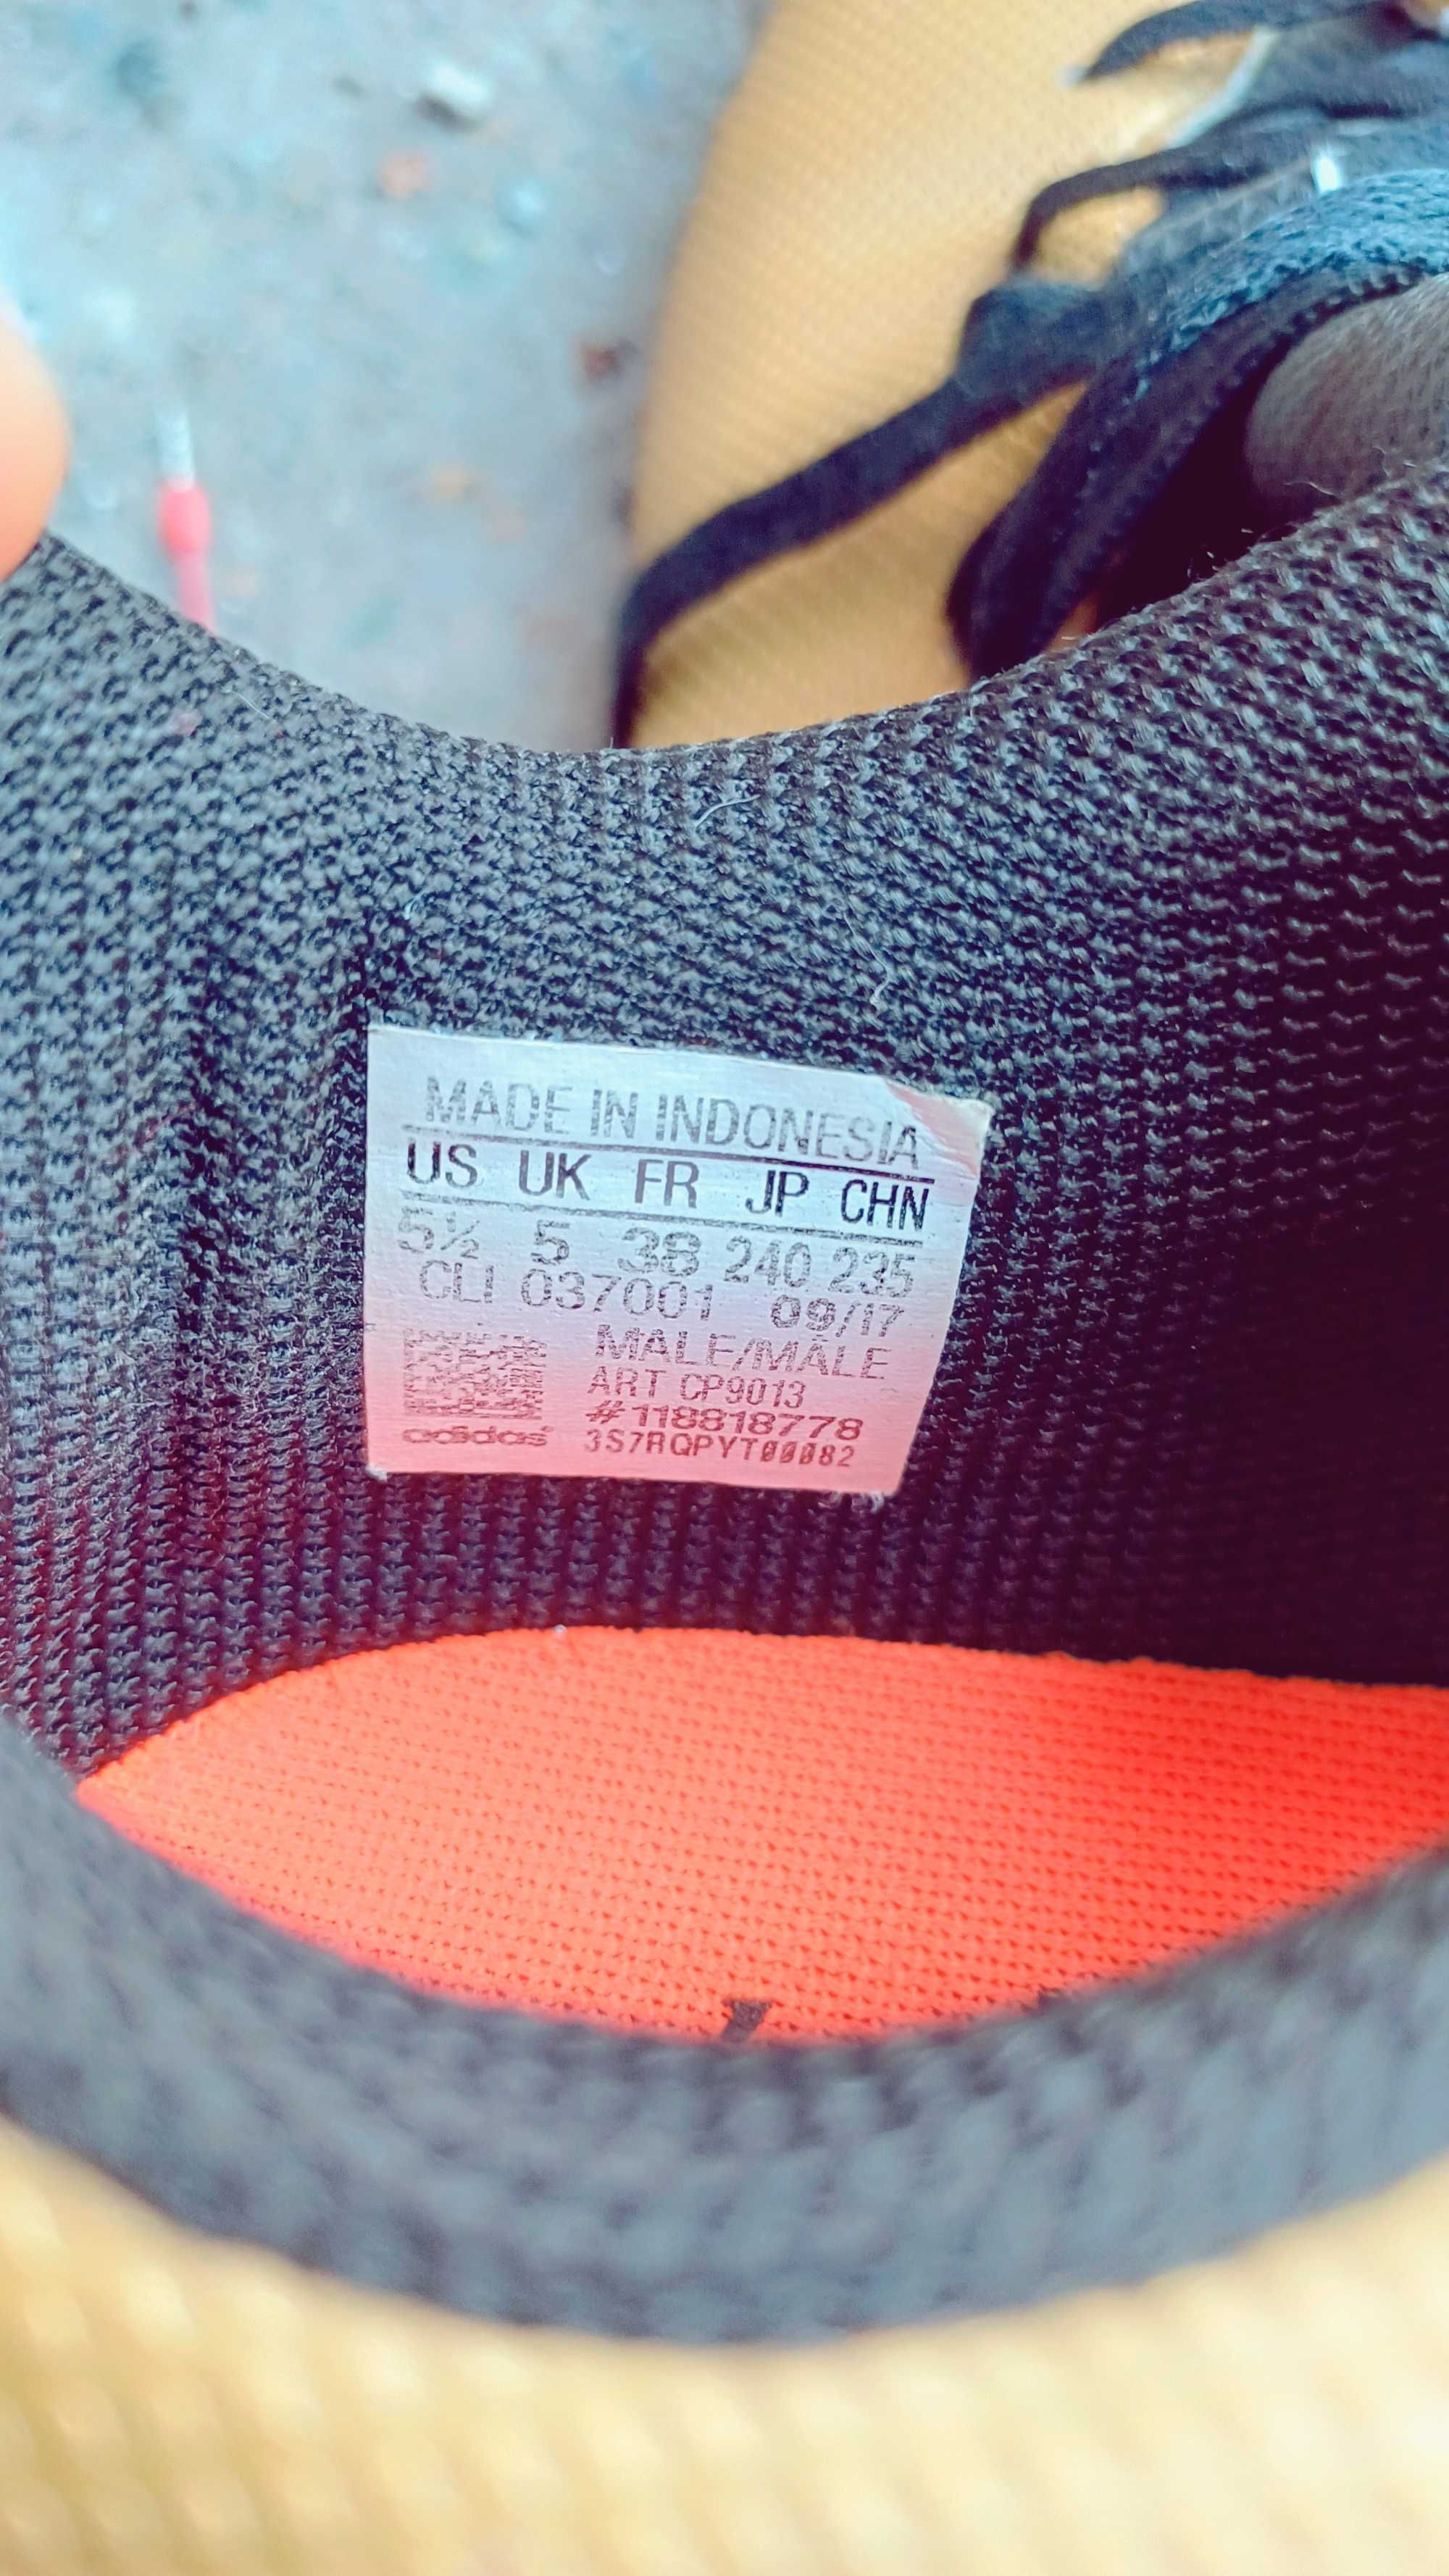 MADE IN INDONESIA
US UK FR JP CHN
5½ 5 38 240 235
CLI 037001 09/17
MALE/MÂLE
ART CP9013
#118818778
adidas 3S7RQPYT00082